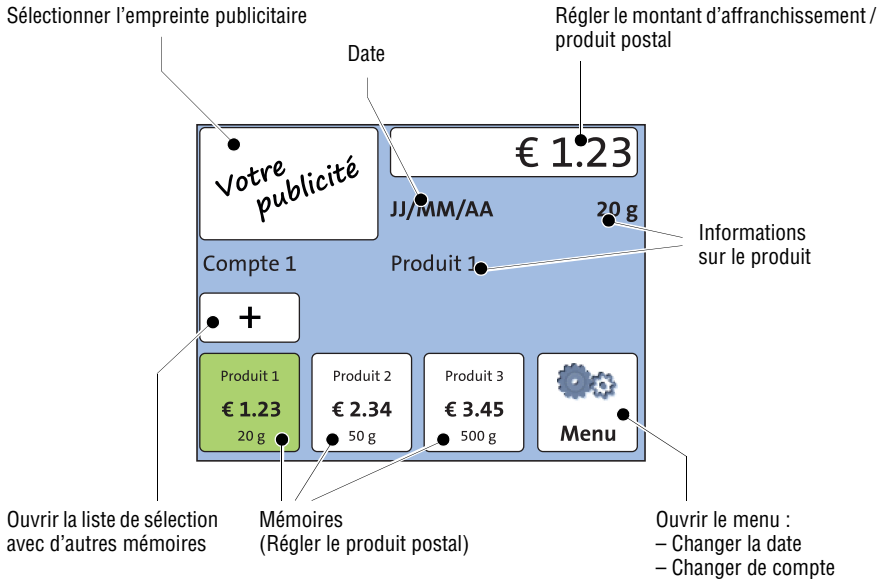 Sélectionner l'empreinte publicitaire
Régler le montant d'affranchissement /
produit postal
Date
Votre
publicité
€ 1.23
JJ/MM/AA
20 g
Informations
sur le produit
Compte 1
Produit 1
+
Produit 1
€ 1.23
20 g
Produit 2
€ 2.34
50 g
Produit 3
€ 3.45
500 g
Menu
Ouvrir la liste de sélection
avec d'autres mémoires
Mémoires
(Régler le produit postal)
Ouvrir le menu :
– Changer la date
– Changer de compte